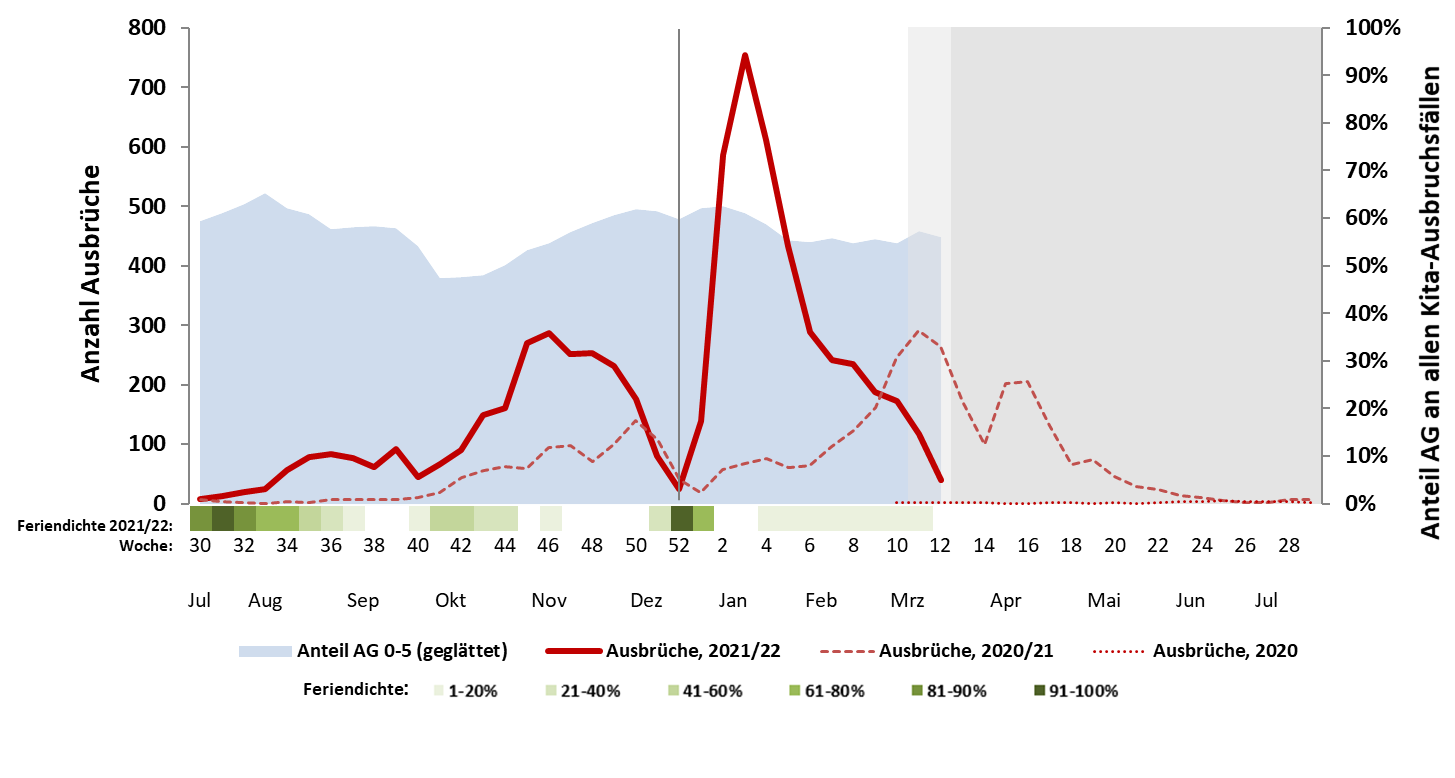 Anzahl Ausbrüche
800
700
600
500
400
300
200
100
0
100%
90%
80%
70%
60%
50%
40%
30%
20%
10%
0%
Anteil AG an allen Kita-Ausbruchsfällen
Feriendichte 2021/22:
Woche: 30 32 34 36 38 40 42 44 46 48 50 52 2 4 6 8 10 12 14 16 18 20 22 24 26 28
Jul Aug Sep Okt Nov Dez Jan Feb Mrz Apr Mai Jun Jul
Anteil AG 0-5 (geglättet) Ausbrüche, 2021/22 Ausbrüche, 2020/21 Ausbrüche, 2020
Feriendichte: 1-20% 21-40% 41-60% 61-80% 81-90% 91-100%